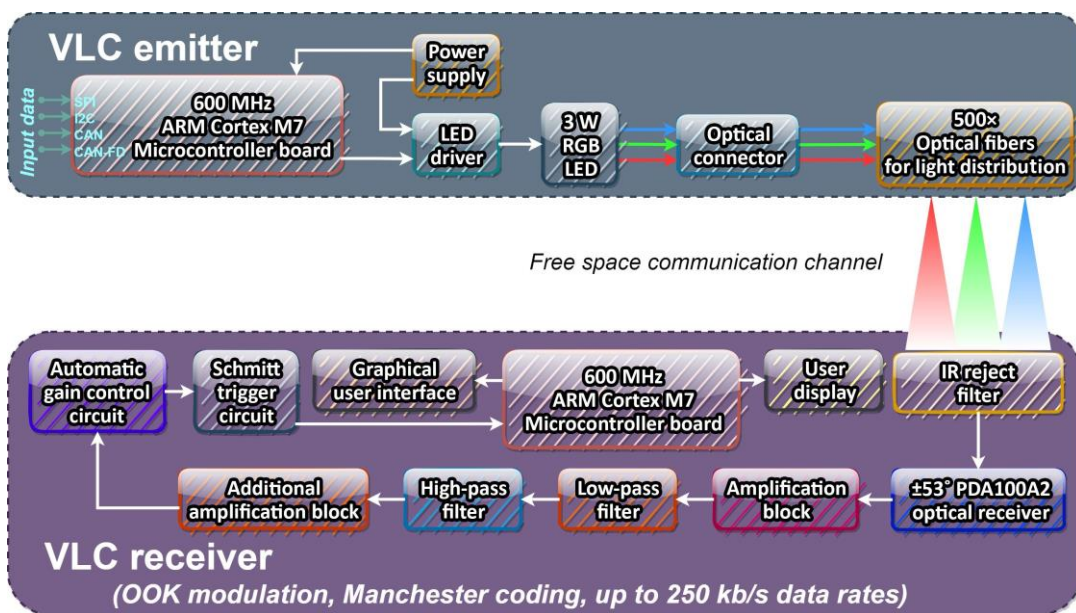 VLC emitter
Power
supply
Input data
SPI
I2C
CAN
CAN-FD
600 MHz
ARM Cortex M7
Microcontroller board
LED
driver
3 W
RGB
LED
Optical
connector
500×
Optical fibers
for light distribution
Free space communication channel
Automatic
gain control
circuit
Schmitt
trigger
circuit
Graphical
user interface
600 MHz
ARM Cortex M7
Microcontroller board
User
display
IR reject
filter
Additional
amplification block
High-pass
filter
Low-pass
filter
Amplification
block
±53° PDA100A2
optical receiver
VLC receiver
(OOK modulation, Manchester coding, up to 250 kb/s data rates)